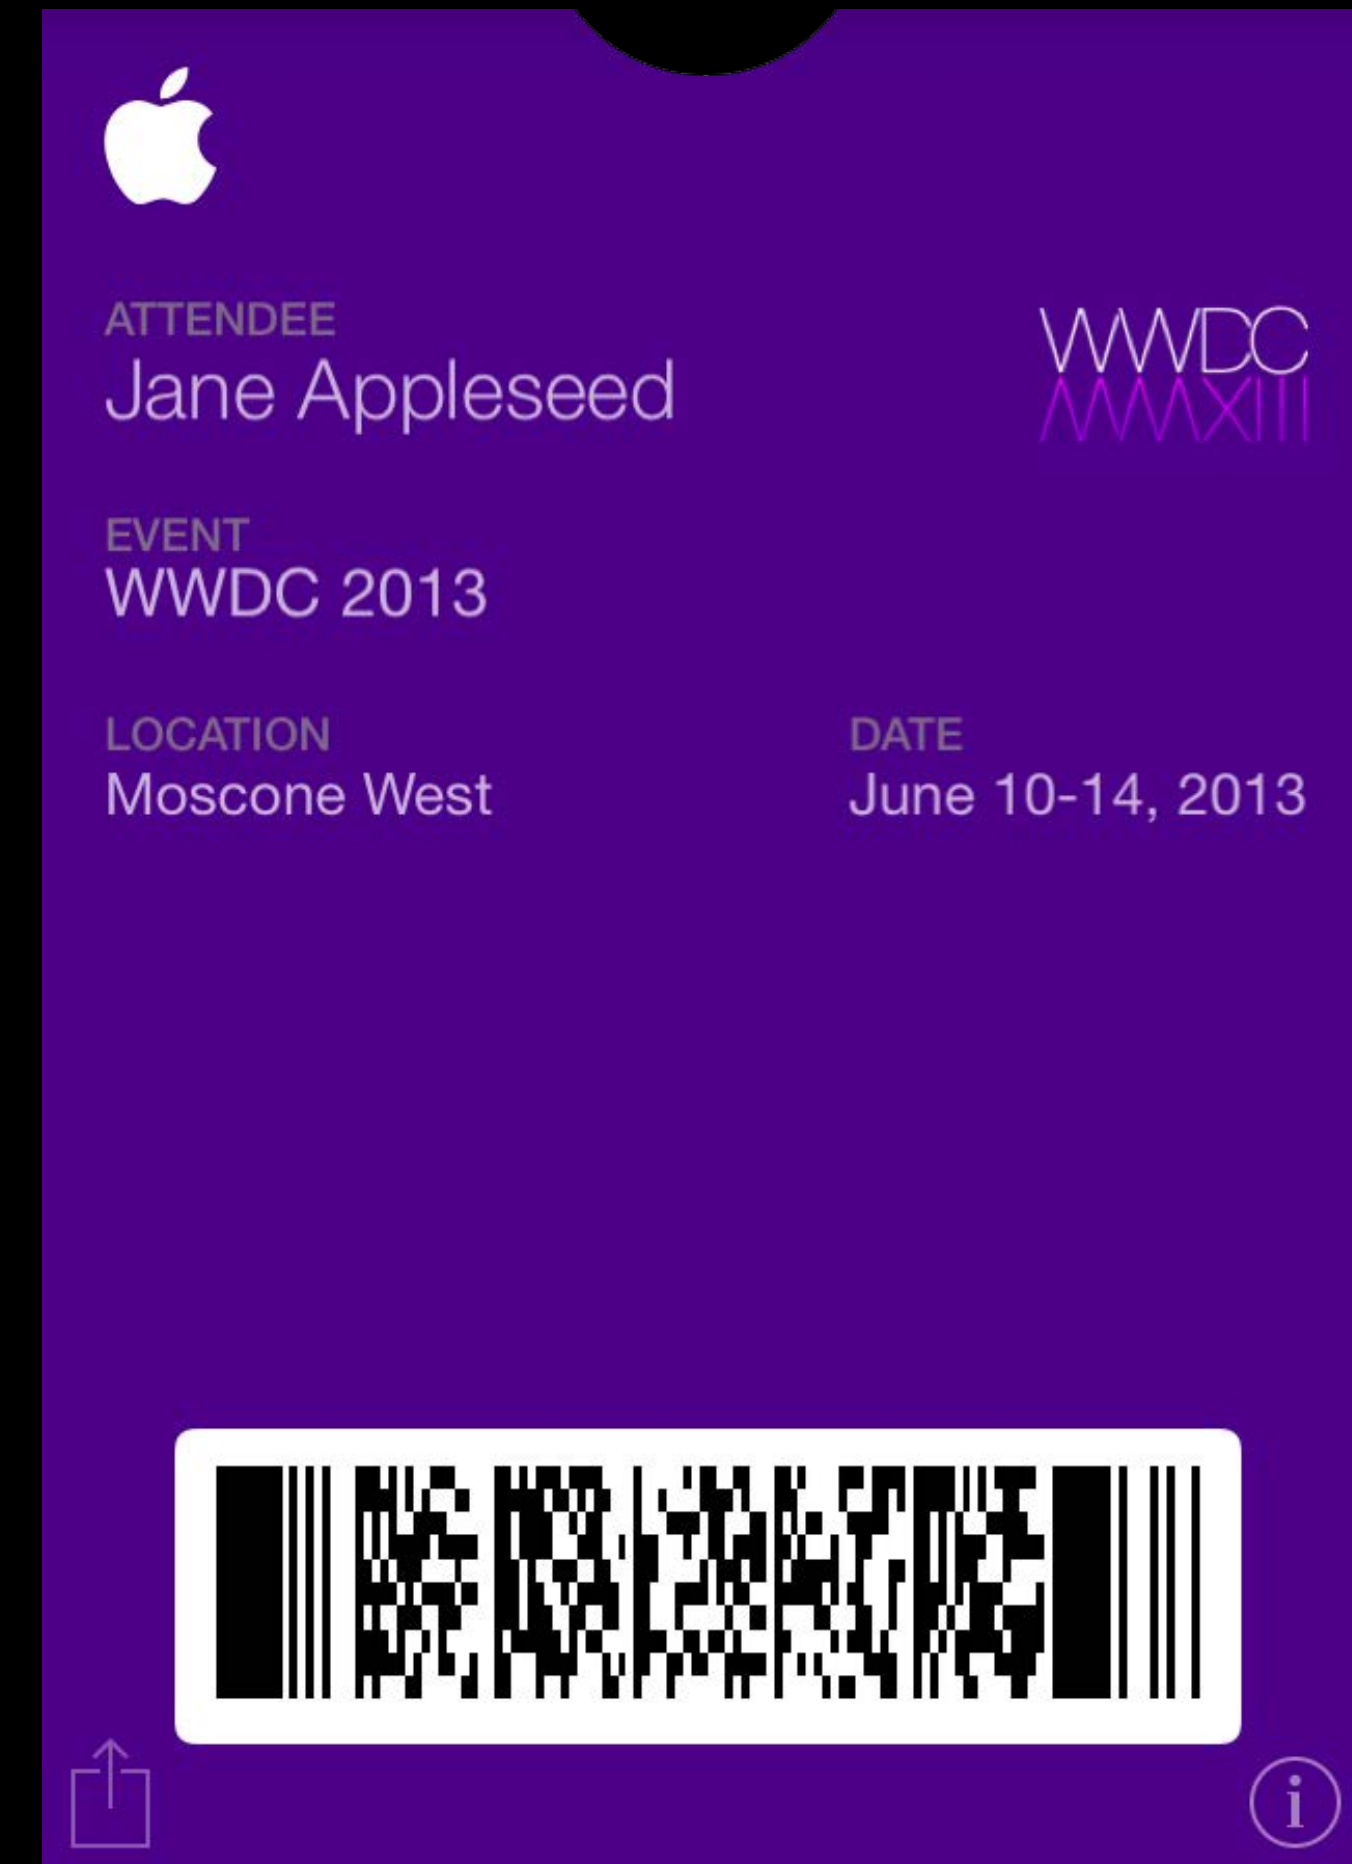 ATTENDEE
Jane Appleseed
WWDC
MMXIII
EVENT
WWDC 2013
LOCATION
Moscone West
DATE
June 10-14, 2013
i